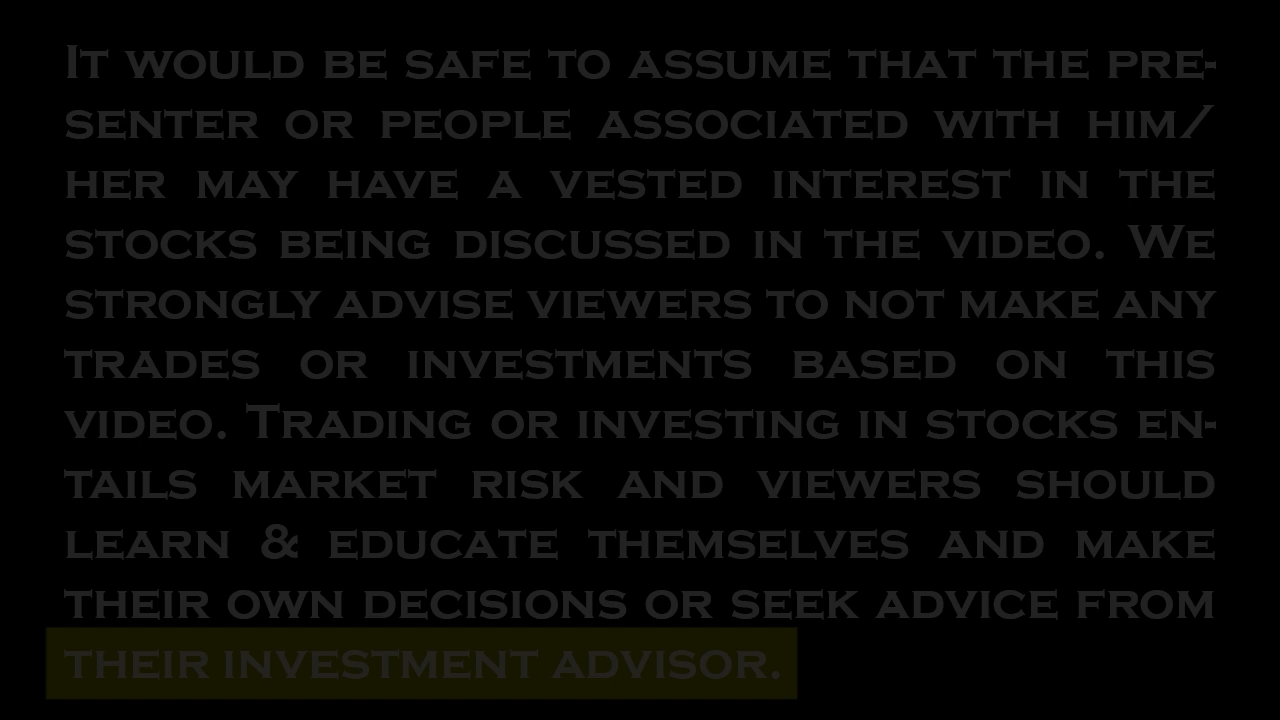 It would be safe to assume that the pre-
senter or people associated with him/
her may have a vested interest in the
stocks being discussed in the video. We
strongly advise viewers to not make any
trades or investments based on this
video. Trading or investing in stocks en-
tails market risk and viewers should
learn & educate themselves and make
their own decisions or seek advice from
their investment advisor.